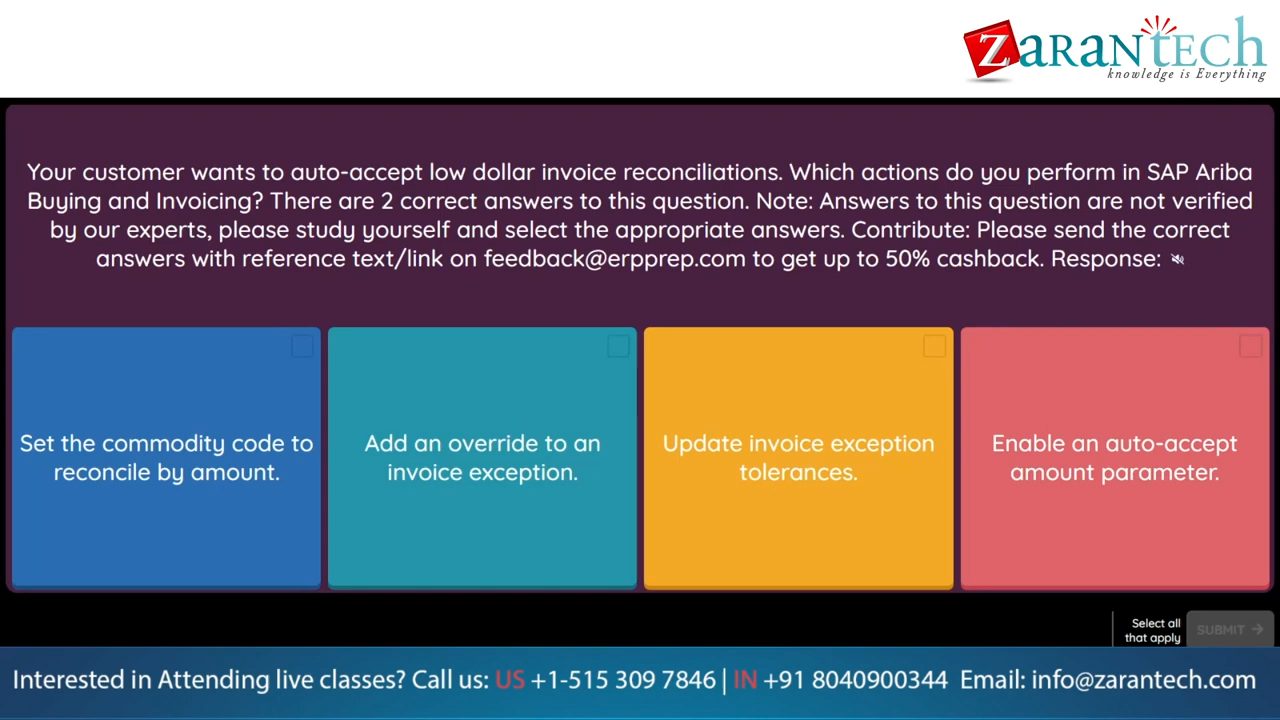 ZARANTECH
knowledge is Everything
Your customer wants to auto-accept low dollar invoice reconciliations. Which actions do you perform in SAP Ariba
Buying and Invoicing? There are 2 correct answers to this question. Note: Answers to this question are not verified
by our experts, please study yourself and select the appropriate answers. Contribute: Please send the correct
answers with reference text/link on feedback@erpprep.com to get up to 50% cashback. Response:
Set the commodity code to
reconcile by amount.
Add an override to an
invoice exception.
Update invoice exception
tolerances.
Enable an auto-accept
amount parameter.
Select all
that apply
SUBMIT →
Interested in Attending live classes? Call us: US +1-515 309 7846 | IN +91 8040900344 Email: info@zarantech.com